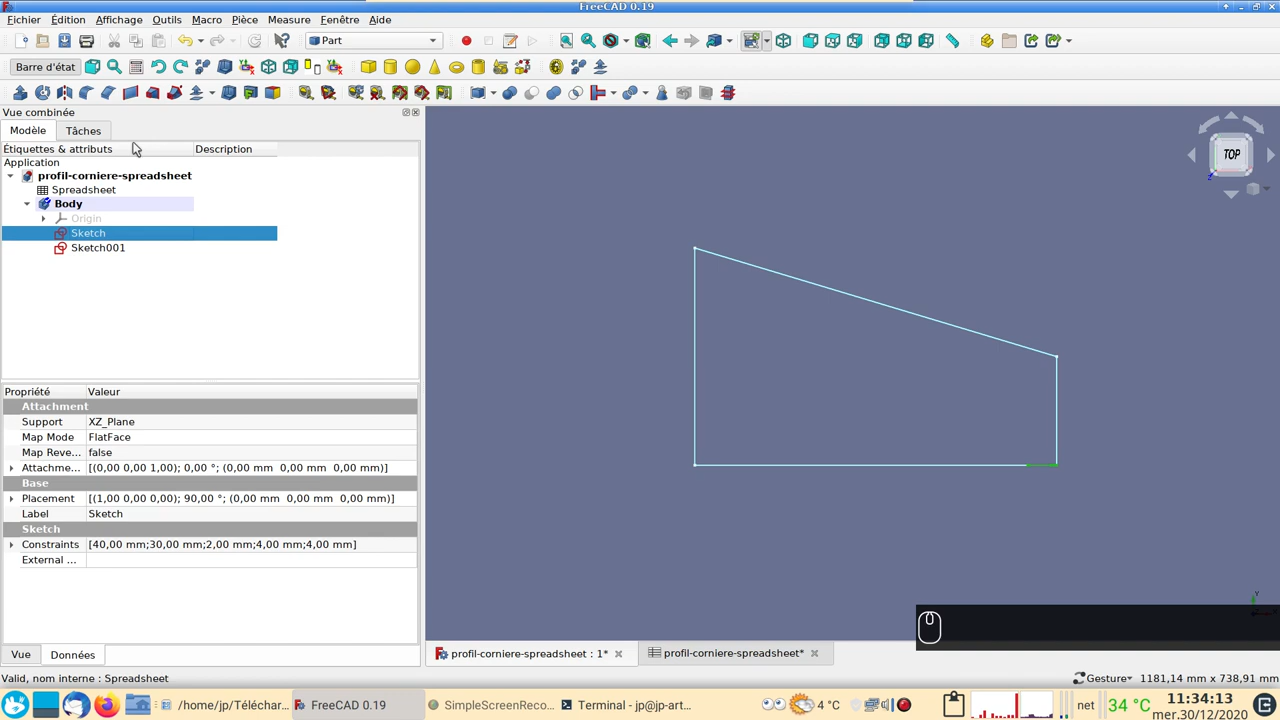 FreeCAD 0.19
Fichier Édition Affichage Outils Macro Pièce Measure Fenêtre Aide
Part
Barre d'état
Vue combinée
Modèle Tâches
Étiquettes & attributs Description
Application
profil-corniere-spreadsheet
Spreadsheet
Body
Origin
Sketch
Sketch001
TOP
Propriété Valeur
Attachment
Support XZ_Plane
Map Mode FlatFace
Map Reve... false
Attachme... [(0,00 0,00 1,00); 0,00 °; (0,00 mm 0,00 mm 0,00 mm)]
Base
Placement [(1,00 0,00 0,00); 90,00 °; (0,00 mm 0,00 mm 0,00 mm)]
Label Sketch
Sketch
Constraints [40,00 mm;30,00 mm;2,00 mm;4,00 mm;4,00 mm]
External ...
Vue Données
profil-corniere-spreadsheet : 1* profil-corniere-spreadsheet*
Valid, nom interne : Spreadsheet Gesture 1181,14 mm x 738,91 mm
/home/jp/Téléchar... FreeCAD 0.19 SimpleScreenReco... Terminal - jp@jp-art... 4 °C net 34 °C 11:34:13
mer.30/12/2020